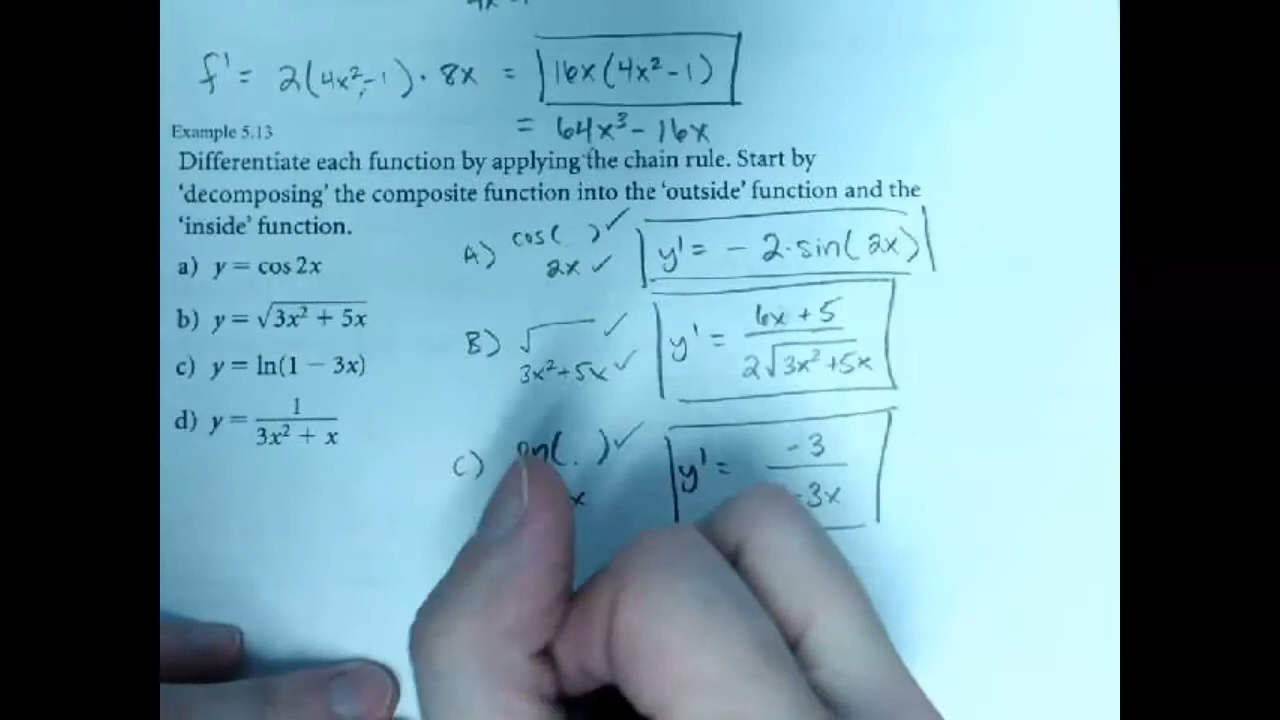 f' = 2(4x²-1) · 8x = 16x(4x²-1)
= 64x³ - 16x
Example 5.13
Differentiate each function by applying the chain rule. Start by
'decomposing' the composite function into the 'outside' function and the
'inside' function.
a) y = cos 2x
b) y = √(3x² + 5x)
c) y = ln(1 − 3x)
d) y = 1/(3x² + x)
A) cos( ) ✓
2x ✓
y' = - 2·sin(2x)
B) √ ✓
3x²+5x ✓
y' = (6x + 5)/(2√(3x²+5x))
C) ln( ) ✓
x
y' = -3
-3x